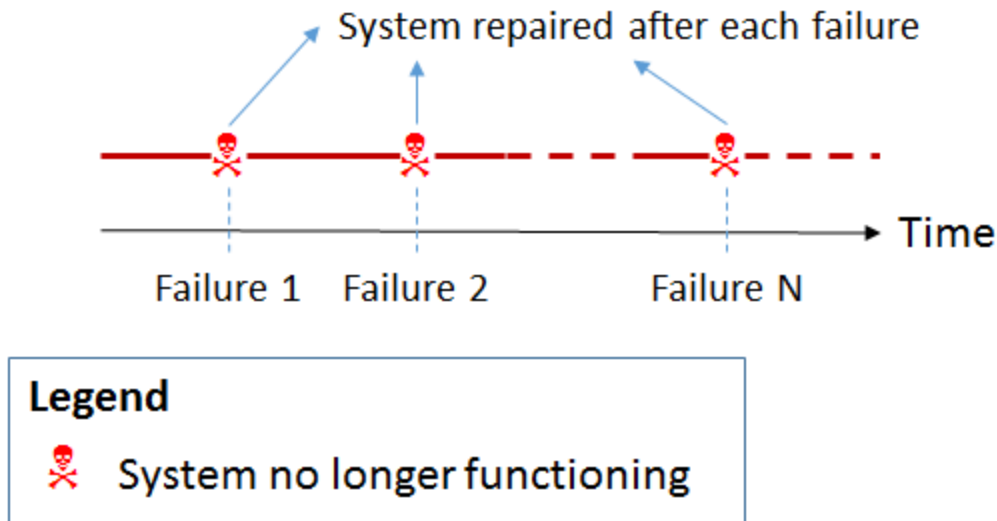 System repaired after each failure
Time
Failure 1 Failure 2 Failure N
Legend
System no longer functioning